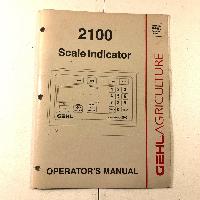 2100
Scale Indicator
GEHL
OPERATOR'S MANUAL
GEHL AGRICULTURE